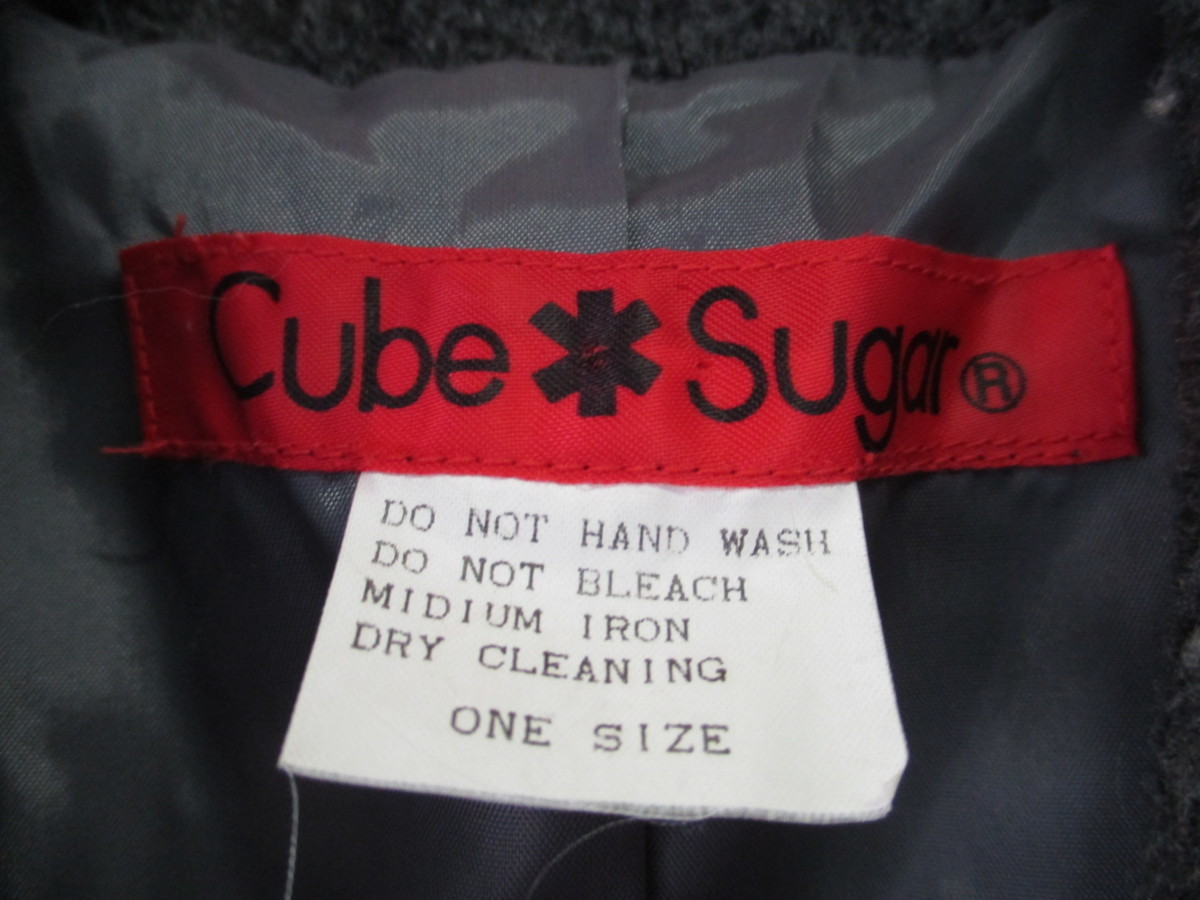 Cube*Sugar®
DO NOT HAND WASH
DO NOT BLEACH
MIDIUM IRON
DRY CLEANING
ONE SIZE